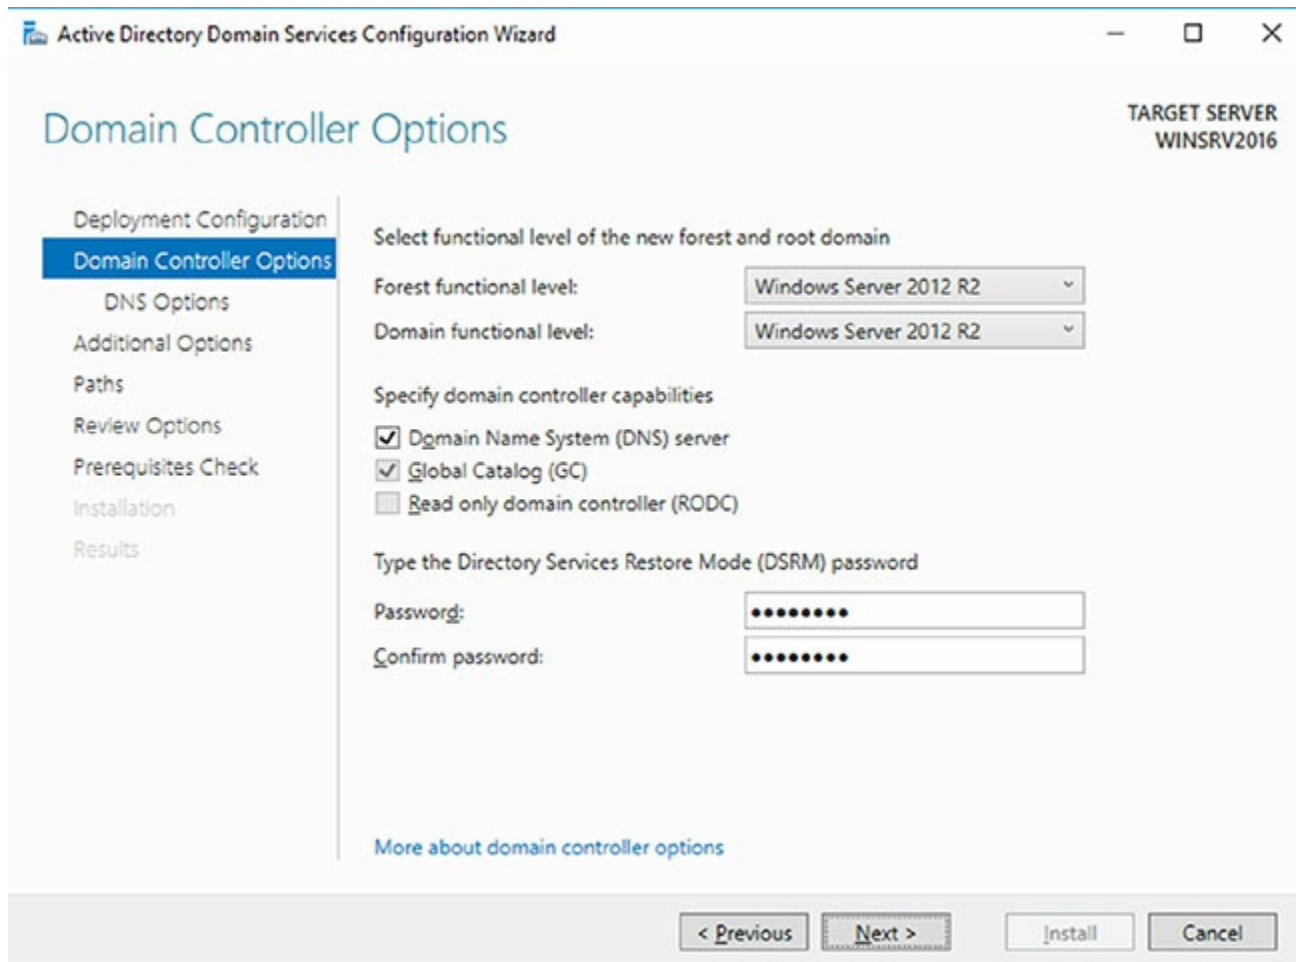 Active Directory Domain Services Configuration Wizard
Domain Controller Options
TARGET SERVER
WINSRV2016
Deployment Configuration
Domain Controller Options
DNS Options
Additional Options
Paths
Review Options
Prerequisites Check
Installation
Results
Select functional level of the new forest and root domain
Forest functional level: Windows Server 2012 R2
Domain functional level: Windows Server 2012 R2
Specify domain controller capabilities
Domain Name System (DNS) server
Global Catalog (GC)
Read only domain controller (RODC)
Type the Directory Services Restore Mode (DSRM) password
Password: ••••••••
Confirm password: ••••••••
More about domain controller options
< Previous Next > Install Cancel